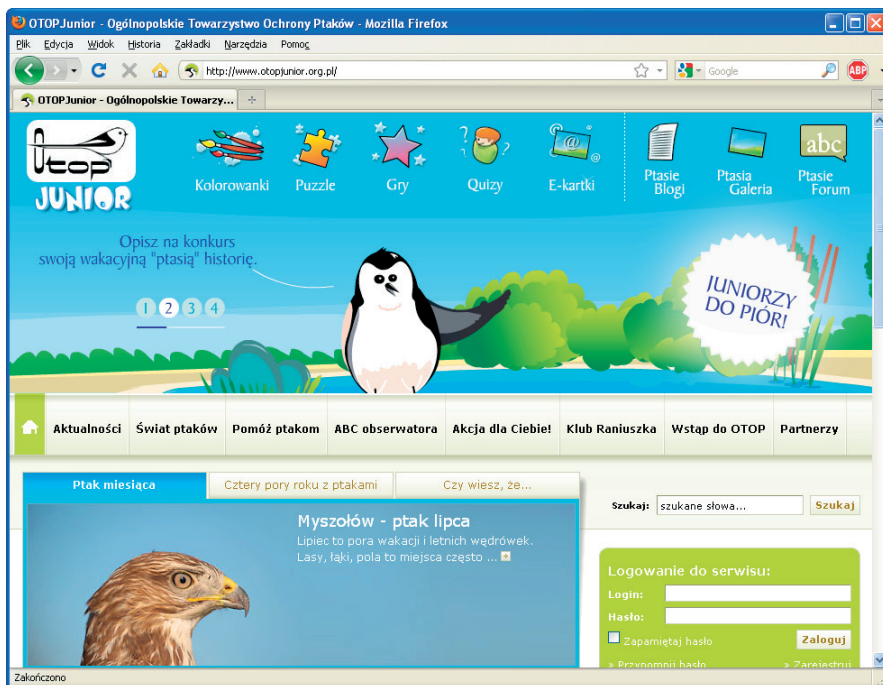 OTOPJunior - Ogólnopolskie Towarzystwo Ochrony Ptaków - Mozilla Firefox
Plik Edycja Widok Historia Zakładki Narzędzia Pomoc
http://www.otopjunior.org.pl/
Google
ABP
OTOPJunior - Ogólnopolskie Towarzy...
Otop
JUNIOR
Kolorowanki
Puzzle
Gry
Quizy
E-kartki
Ptasie
Blogi
Ptasia
Galeria
abc
Ptasie
Forum
Opisz na konkurs
swoją wakacyjną "ptasią" historię.
1 2 3 4
JUNIORZY
DO PIÓR!
Aktualności Świat ptaków Pomóż ptakom ABC obserwatora Akcja dla Ciebie! Klub Raniuszka Wstąp do OTOP Partnerzy
Ptak miesiąca Cztery pory roku z ptakami Czy wiesz, że...
Szukaj: szukane słowa... Szukaj
Myszołów - ptak lipca
Lipiec to pora wakacji i letnich wędrówek.
Lasy, łąki, pola to miejsca często ...
Logowanie do serwisu:
Login:
Hasło:
Zapamiętaj hasło Zaloguj
» Przypomnij hasło » Zarejestruj
Zakończono